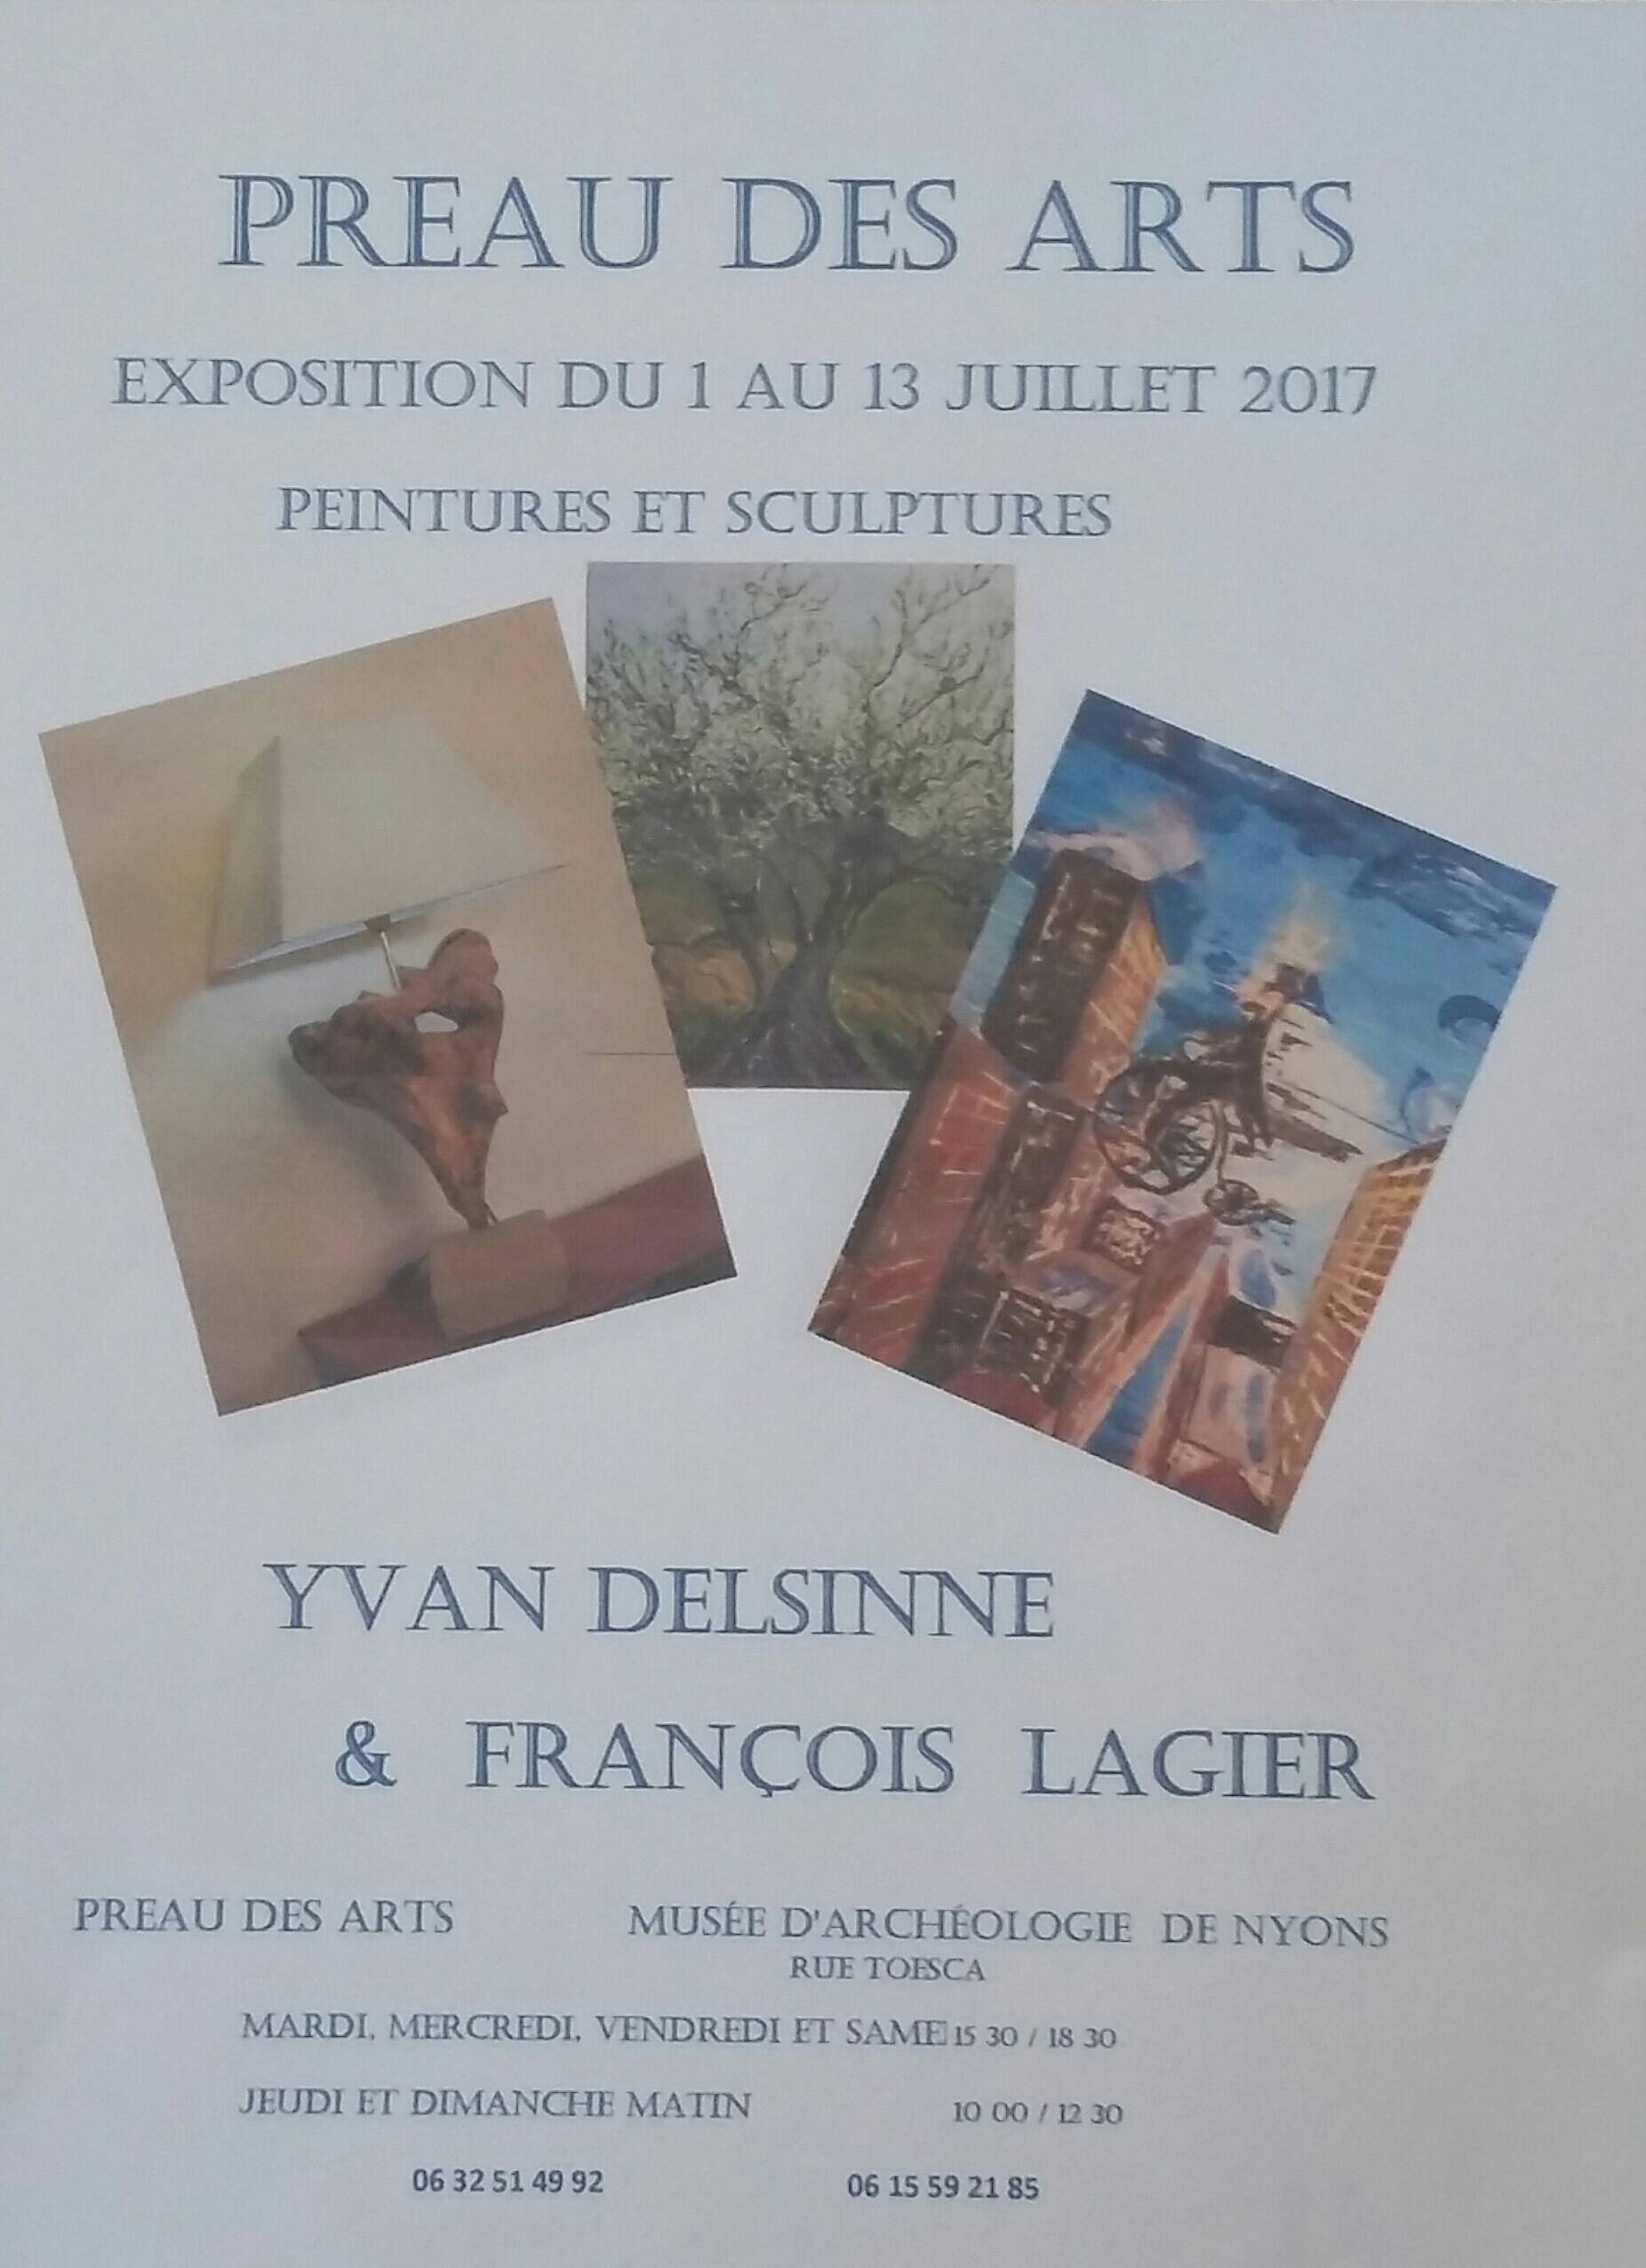 PREAU DES ARTS
EXPOSITION DU 1 AU 13 JUILLET 2017
PEINTURES ET SCULPTURES
YVAN DELSINNE
& FRANÇOIS LAGIER
PREAU DES ARTS MUSÉE D'ARCHÉOLOGIE DE NYONS
RUE TOESCA
MARDI, MERCREDI, VENDREDI ET SAME 15 30 / 18 30
JEUDI ET DIMANCHE MATIN 10 00 / 12 30
06 32 51 49 92 06 15 59 21 85